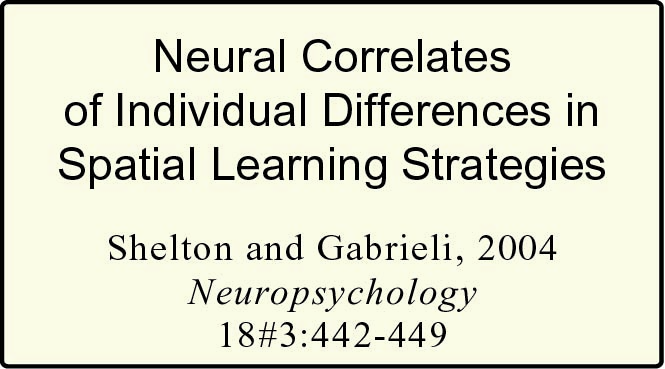 Neural Correlates
of Individual Differences in
Spatial Learning Strategies
Shelton and Gabrieli, 2004
Neuropsychology
18#3:442-449